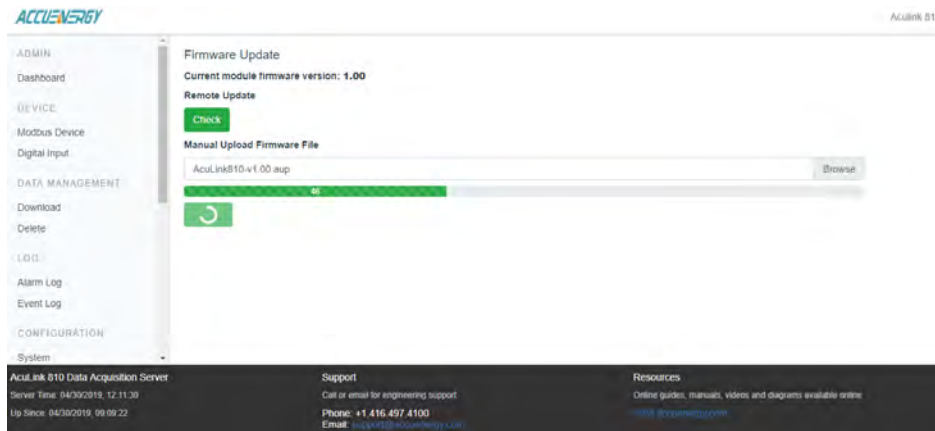 ACCUENERGY
AcuLink 81
ADMIN
Dashboard
DEVICE
Modbus Device
Digital Input
DATA MANAGEMENT
Download
Delete
LOG
Alarm Log
Event Log
CONFIGURATION
System
Firmware Update
Current module firmware version: 1.00
Remote Update
Check
Manual Upload Firmware File
AcuLink810-v1.00.aup
Browse
46
AcuLink 810 Data Acquisition Server
Server Time: 04/30/2019, 12:11:30
Up Since: 04/30/2019, 09:09:22
Support
Call or email for engineering support
Phone: +1 416 497 4100
Email: support@accuenergy.com
Resources
Online guides, manuals, videos and diagrams available online